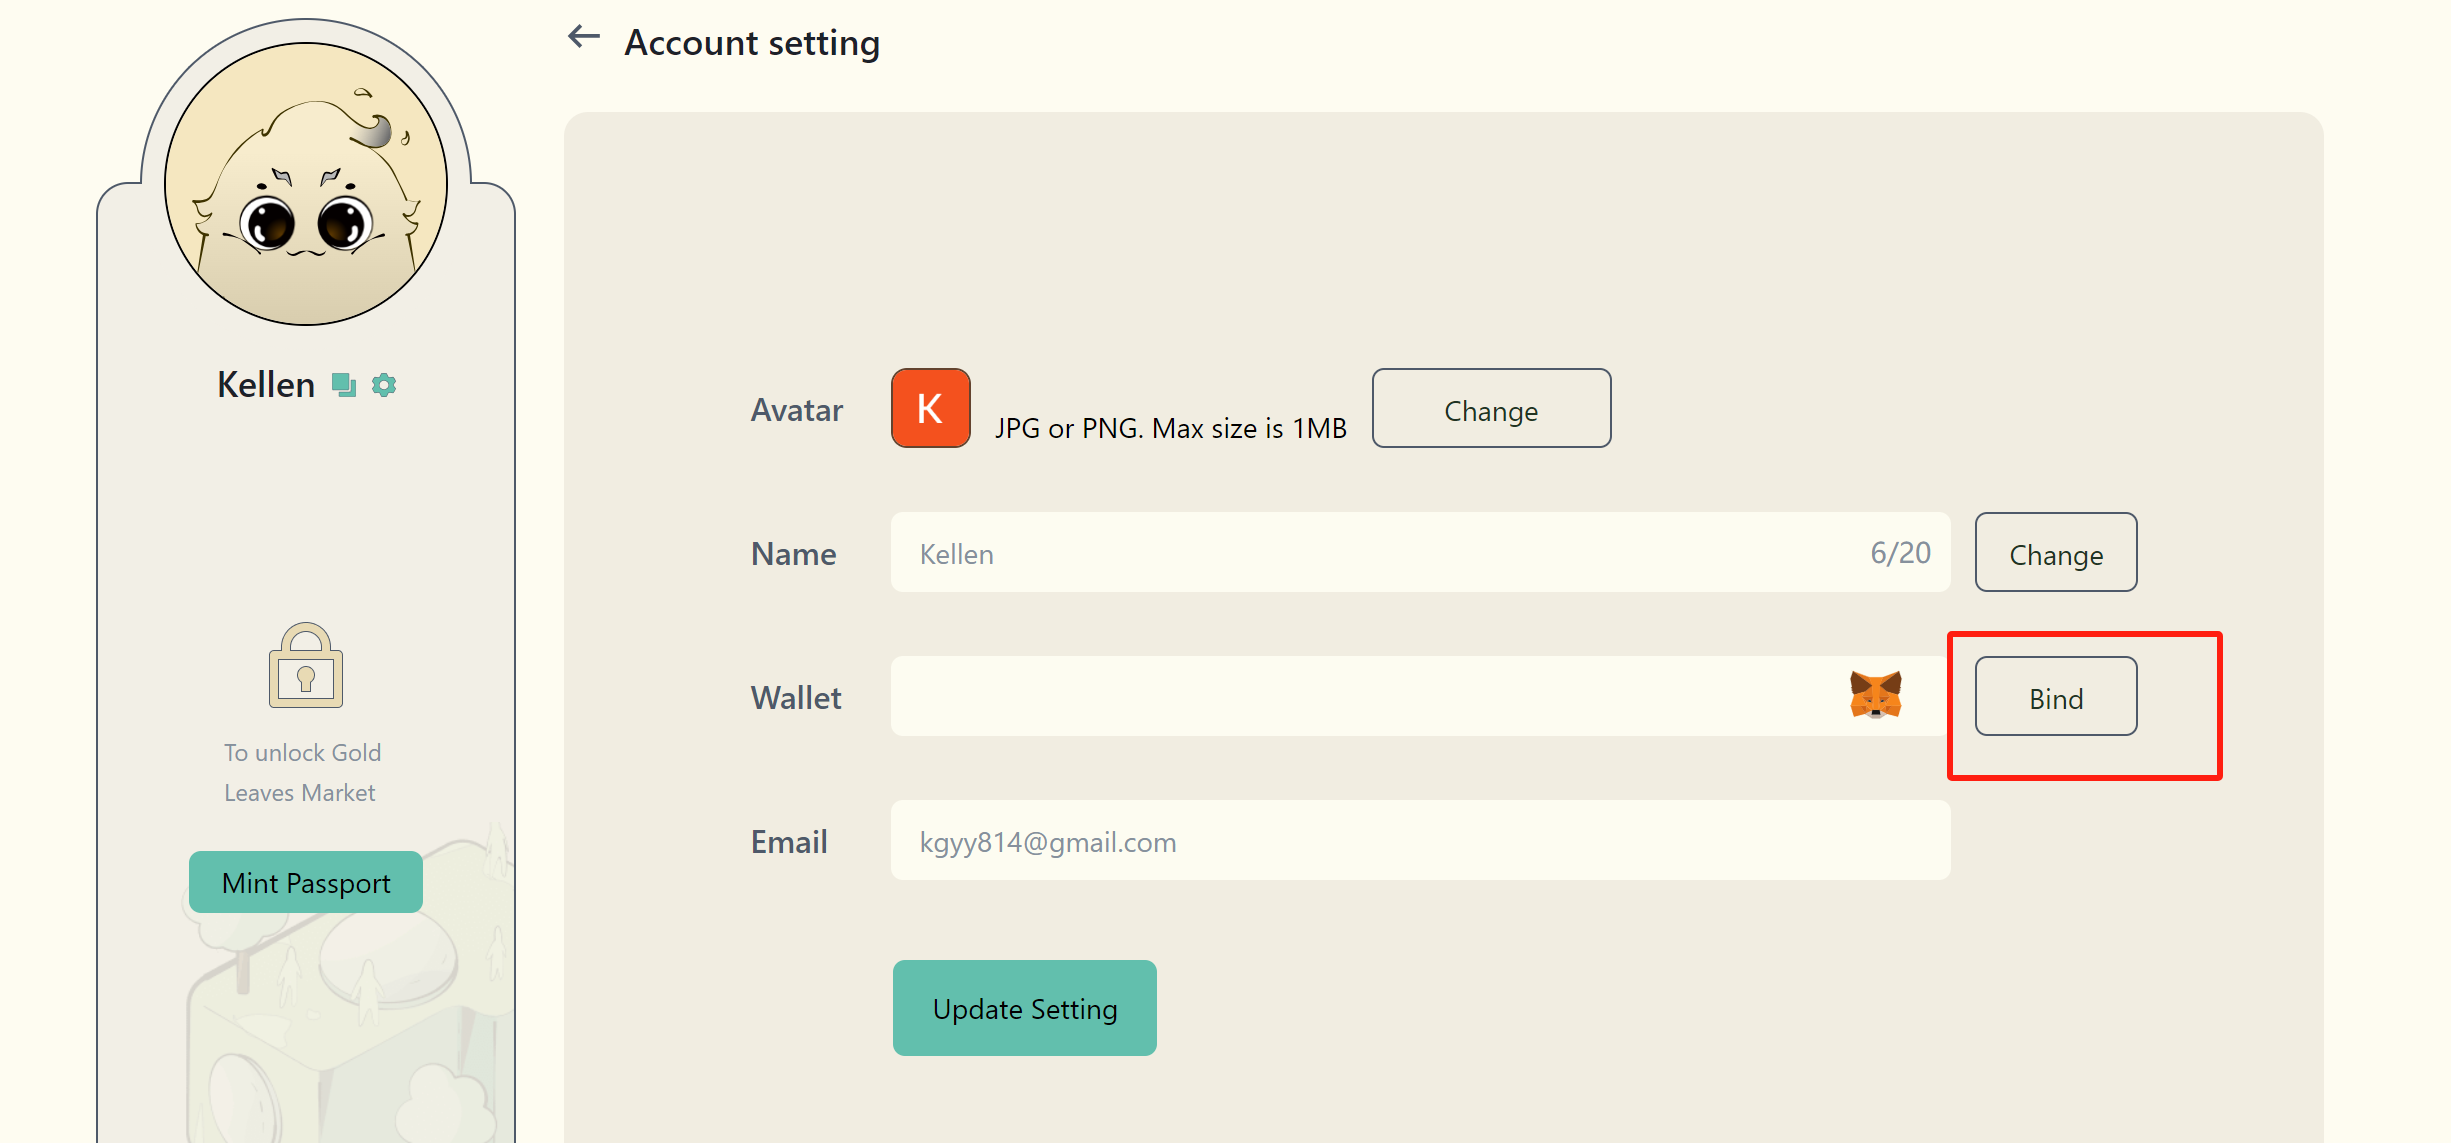 Account setting
Kellen
To unlock Gold
Leaves Market
Mint Passport
Avatar
K
JPG or PNG. Max size is 1MB
Change
Name
Kellen
6/20
Change
Wallet
Bind
Email
kgyy814@gmail.com
Update Setting